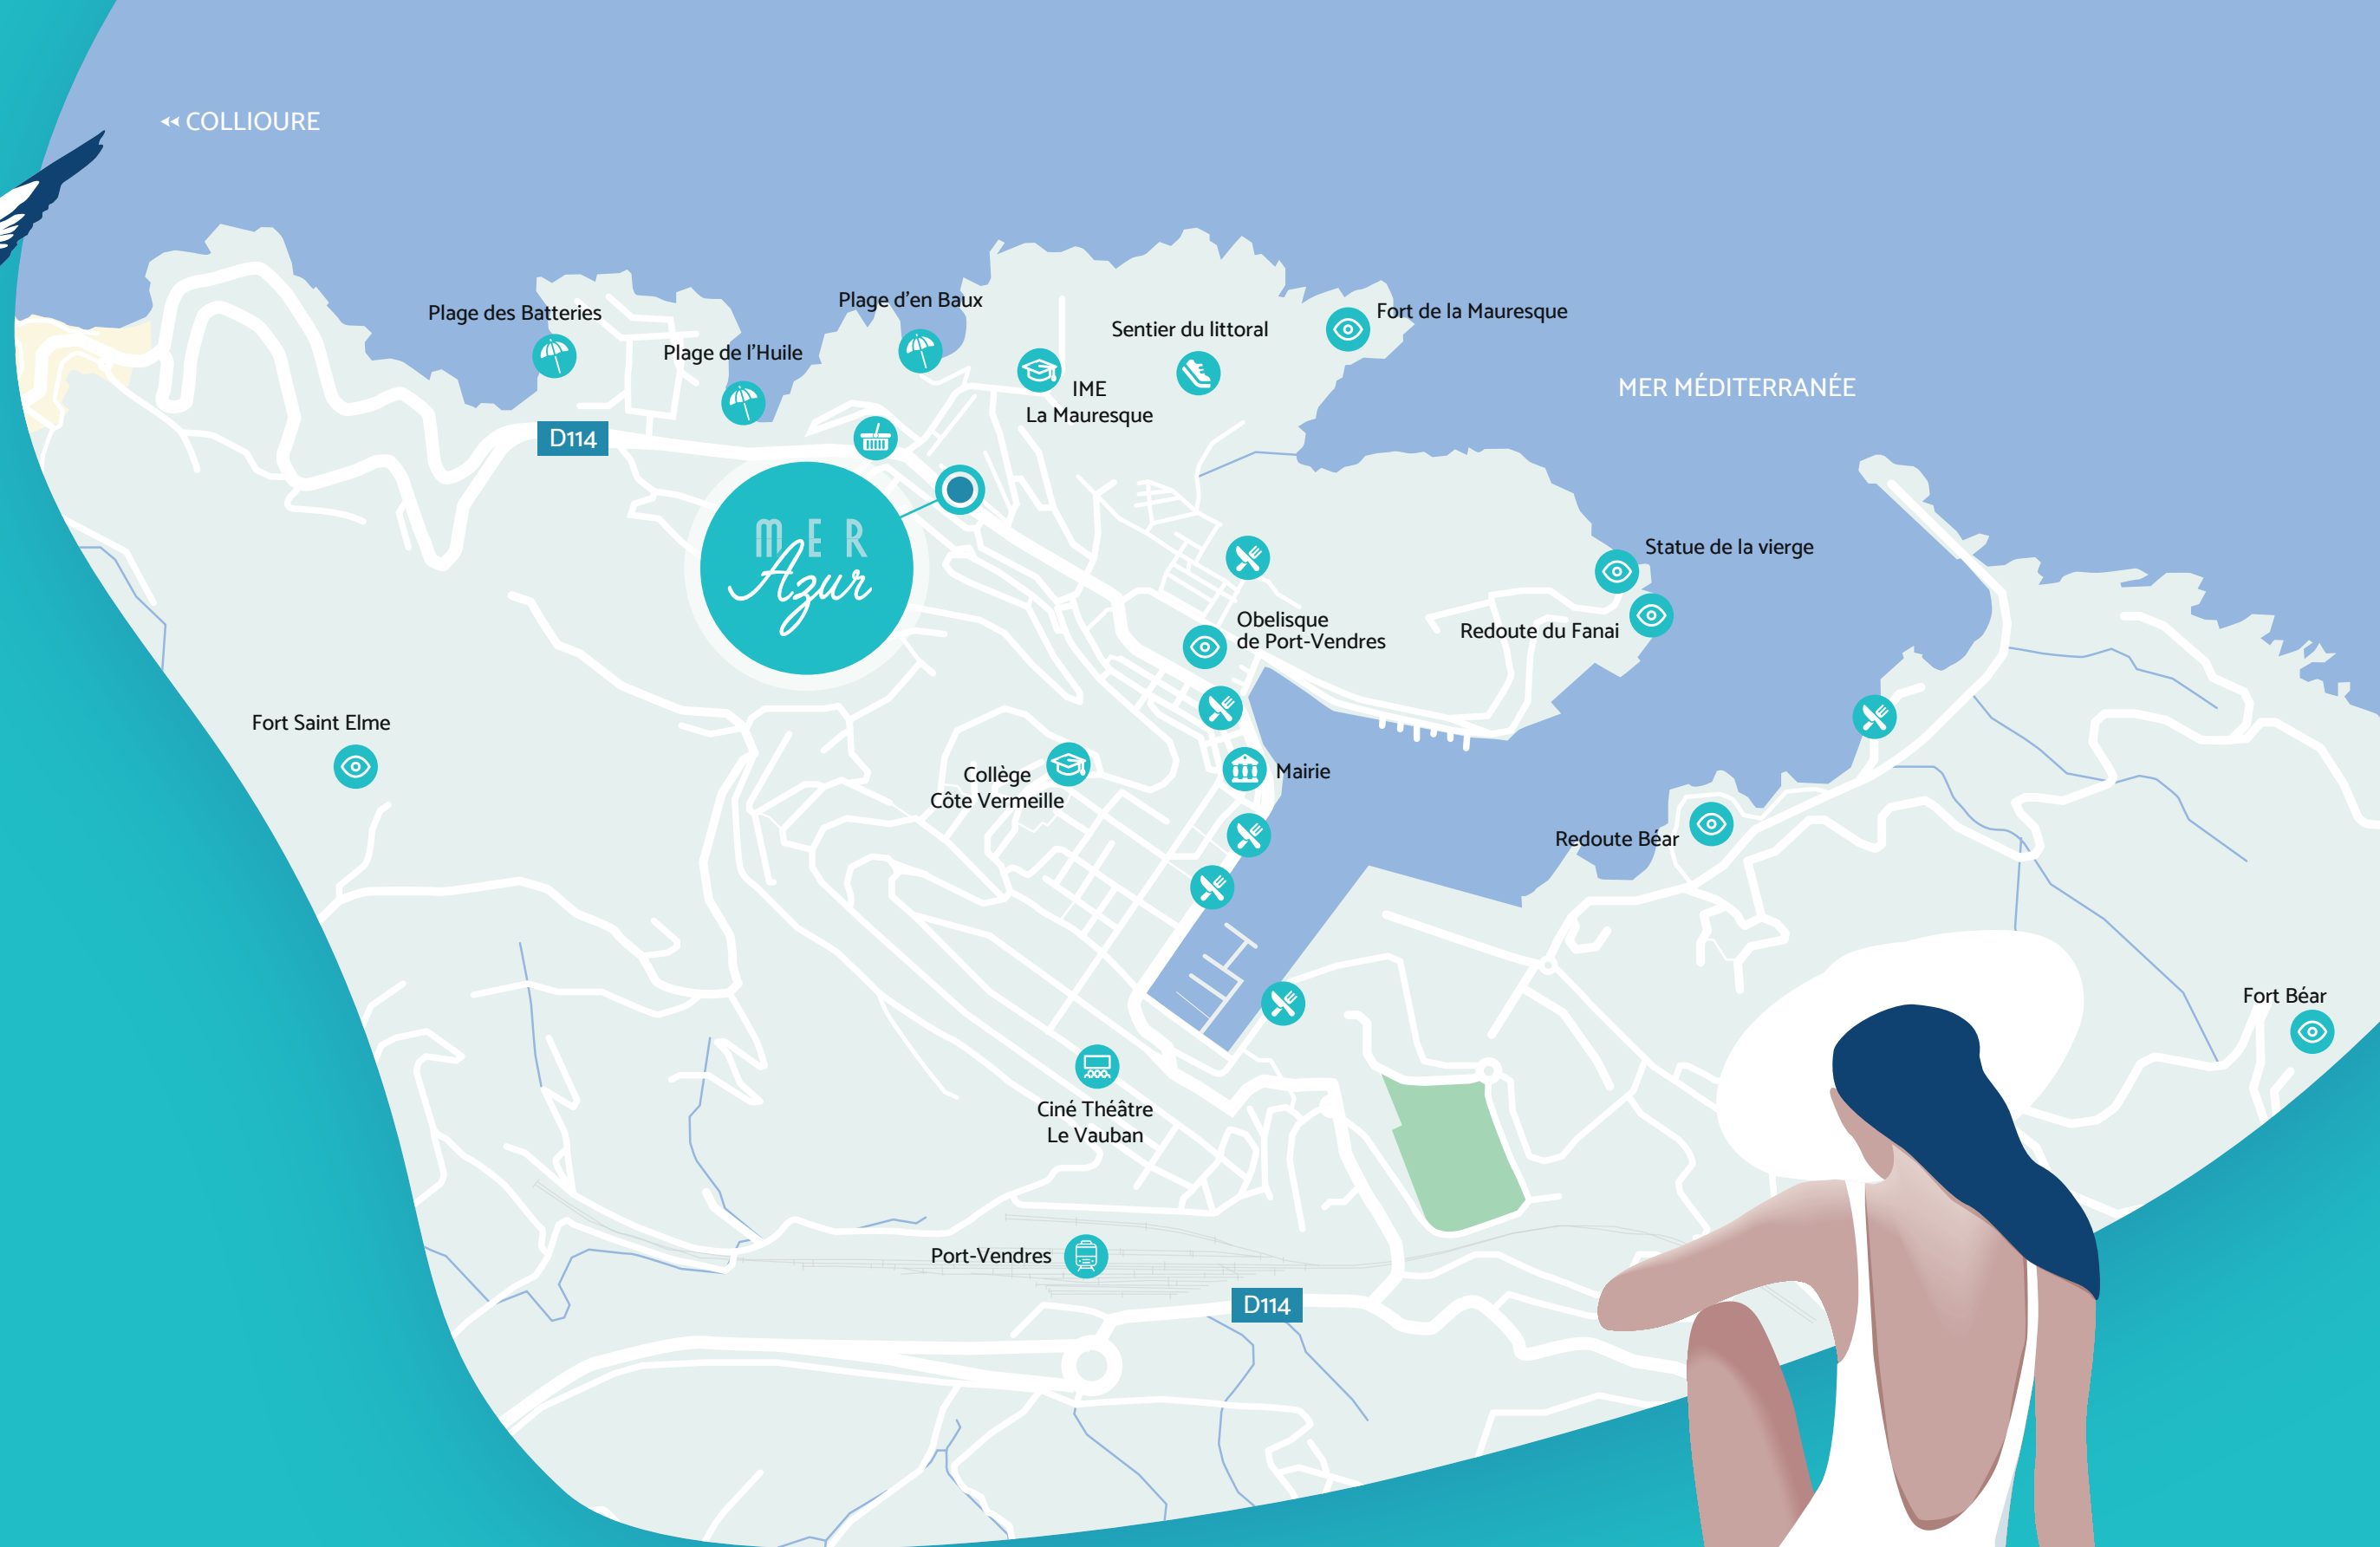 COLLIOURE
Plage d'en Baux
Plage des Batteries
Fort de la Mauresque
Sentier du littoral
Plage de l'Huile
IME
La Mauresque
MER MÉDITERRANÉE
D114
MER
Azur
Statue de la vierge
Obelisque
de Port-Vendres
Redoute du Fanai
Fort Saint Elme
Collège
Côte Vermeille
Mairie
Redoute Béar
Fort Béar
Ciné Théâtre
Le Vauban
Port-Vendres
D114